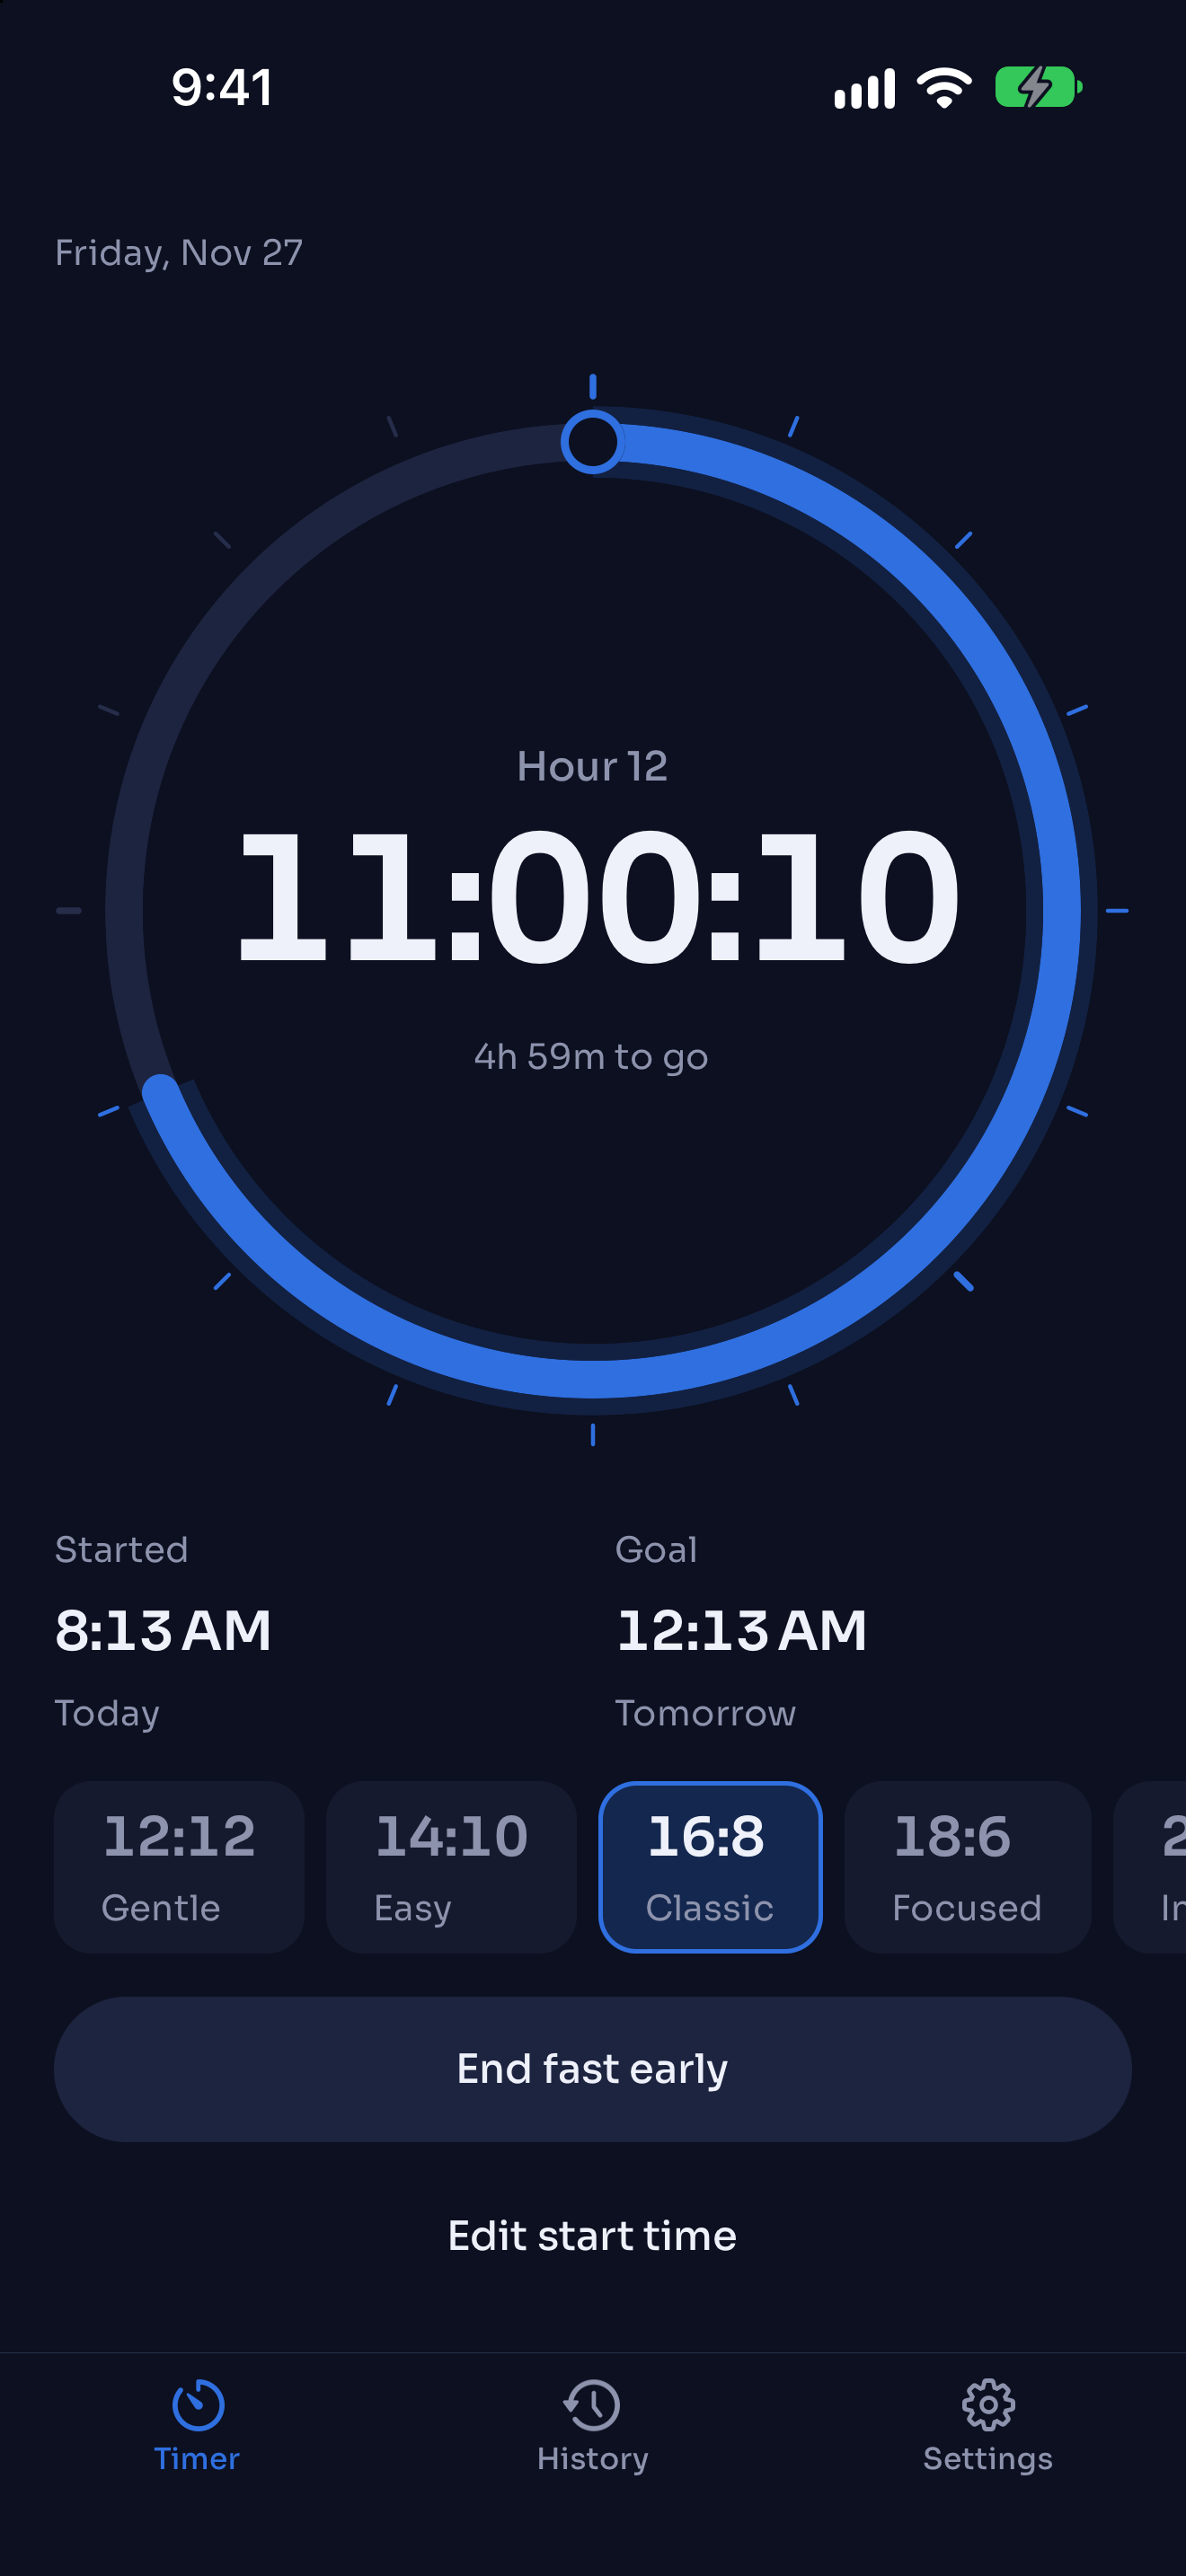 9:41
Friday, Nov 27
Hour 12
11:00:10
4h 59m to go
Started
Goal
8:13 AM
12:13 AM
Today
Tomorrow
12:12
14:10
16:8
18:6
Gentle
Easy
Classic
Focused
End fast early
Edit start time
Timer
History
Settings